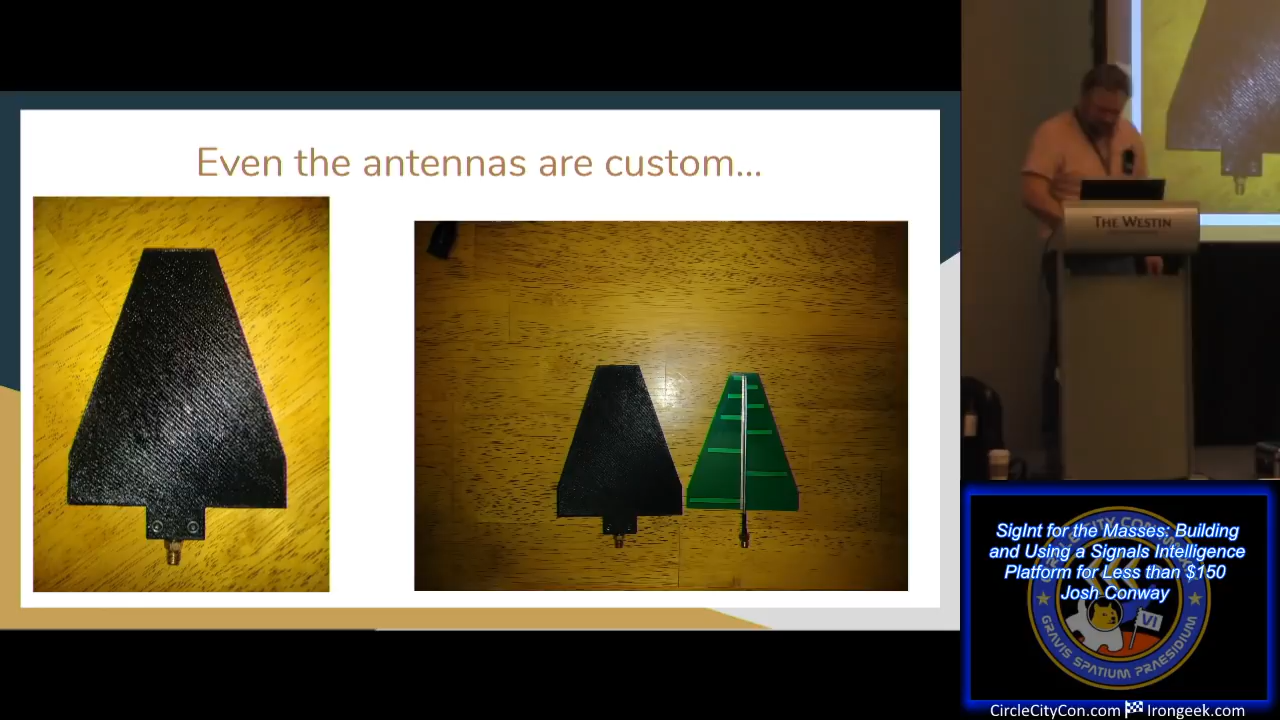 Even the antennas are custom...
THE WESTIN
SigInt for the Masses: Building
and Using a Signals Intelligence
Platform for Less than $150
Josh Conway
VI
GRAVIS SPATIUM PRAESIDIUM
CircleCityCon.com Irongeek.com